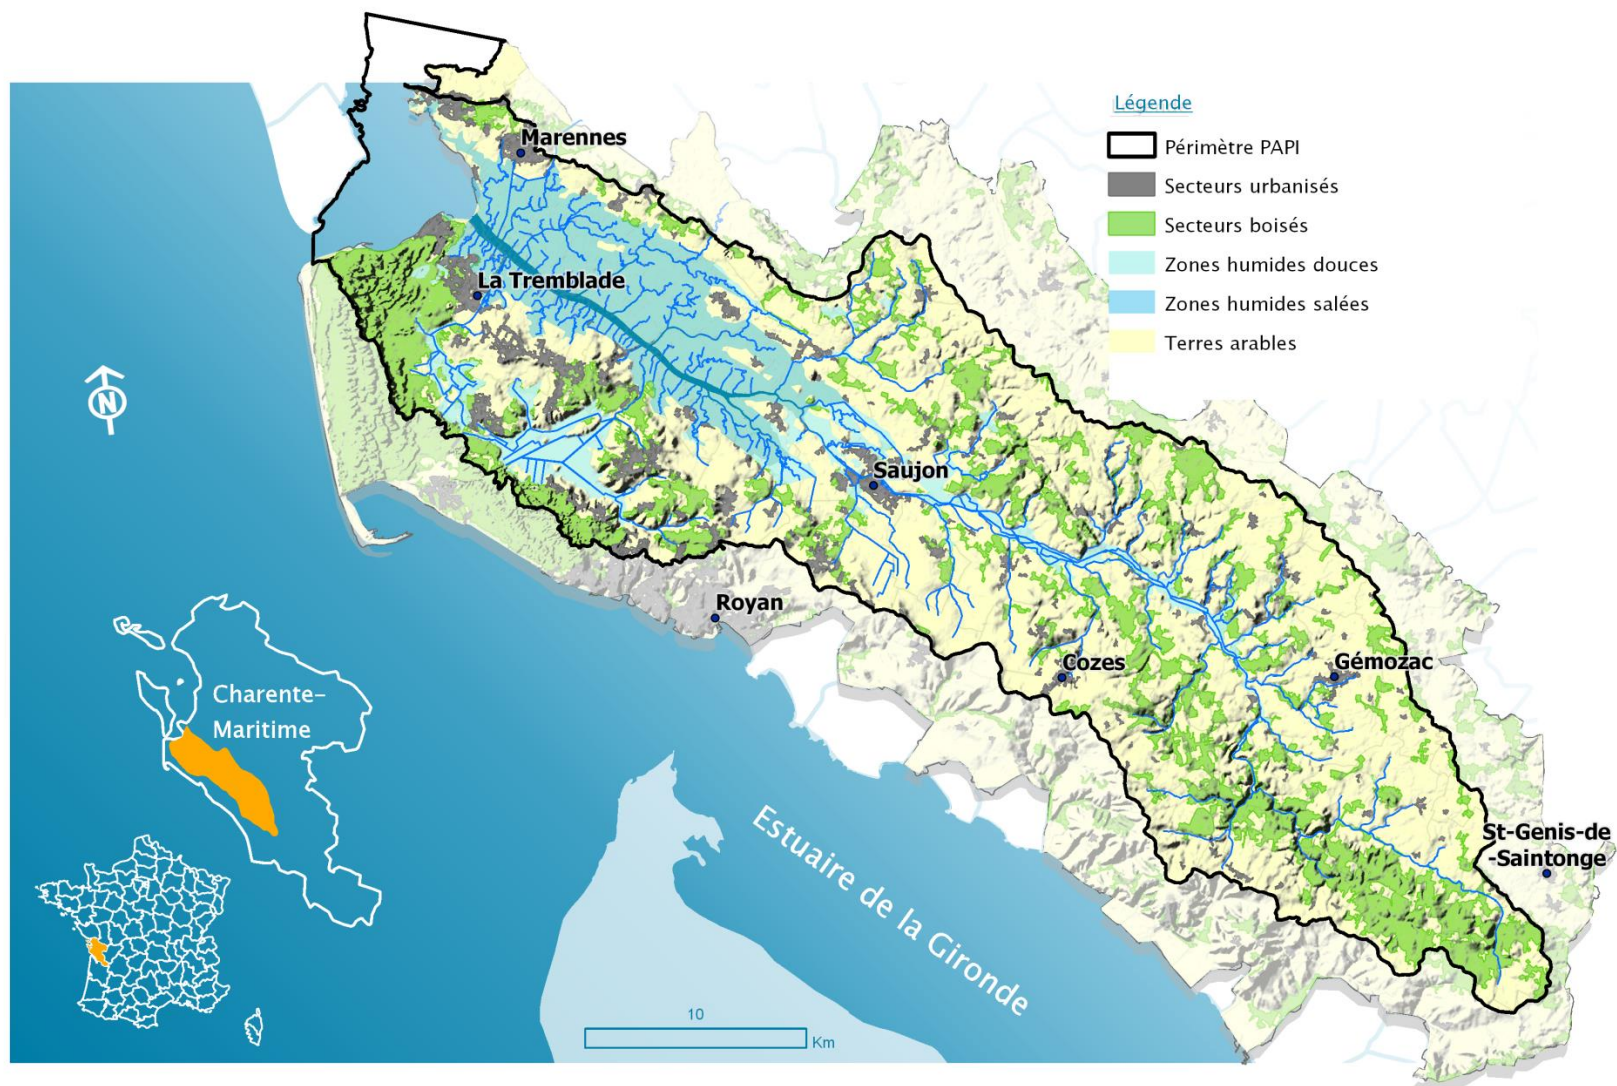 Légende
Périmètre PAPI
Secteurs urbanisés
Secteurs boisés
Zones humides douces
Zones humides salées
Terres arables
Marennes
La Tremblade
Saujon
Royan
Cozes
Gémozac
St-Genis-de
-Saintonge
N
Charente-
Maritime
Estuaire de la Gironde
10
Km